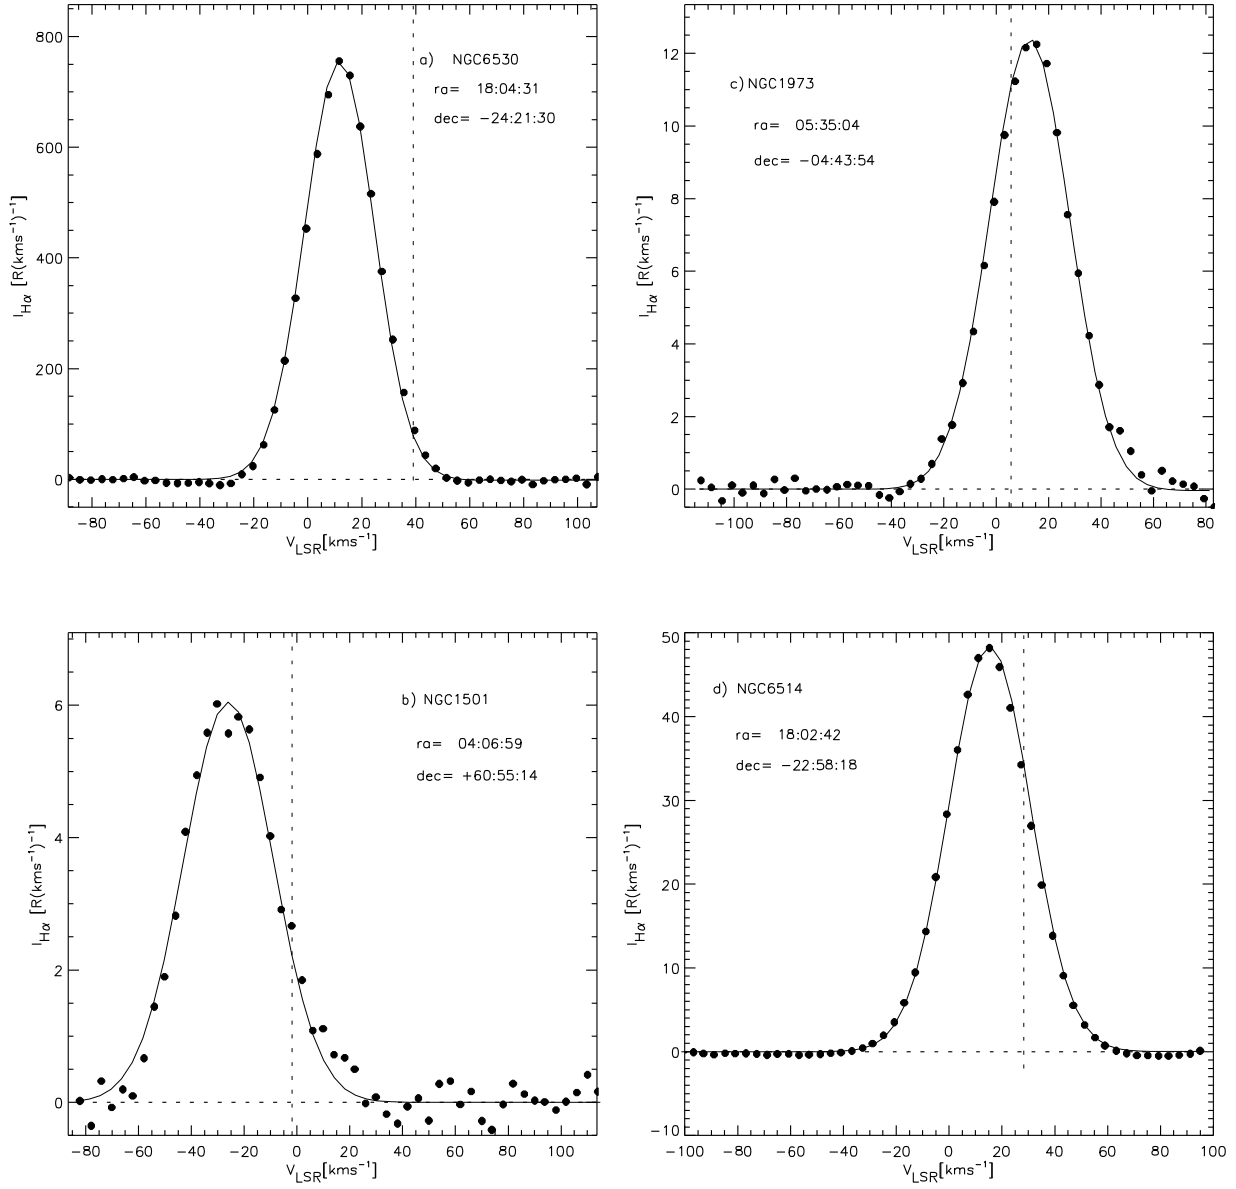 a) NGC6530
ra= 18:04:31
dec= −24:21:30
I_Hα [R(kms⁻¹)⁻¹]
800
600
400
200
0
−80 −60 −40 −20 0 20 40 60 80 100
V_LSR[kms⁻¹]
c) NGC1973
ra= 05:35:04
dec= −04:43:54
I_Hα [R(kms⁻¹)⁻¹]
12
10
8
6
4
2
0
−100 −80 −60 −40 −20 0 20 40 60 80
V_LSR[kms⁻¹]
b) NGC1501
ra= 04:06:59
dec= +60:55:14
I_Hα [R(kms⁻¹)⁻¹]
6
4
2
0
−80 −60 −40 −20 0 20 40 60 80 100
V_LSR[kms⁻¹]
d) NGC6514
ra= 18:02:42
dec= −22:58:18
I_Hα [R(kms⁻¹)⁻¹]
50
40
30
20
10
0
−10
−100 −80 −60 −40 −20 0 20 40 60 80 100
V_LSR[kms⁻¹]